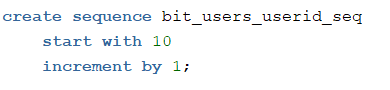 create sequence bit_users_userid_seq
start with 10
increment by 1;